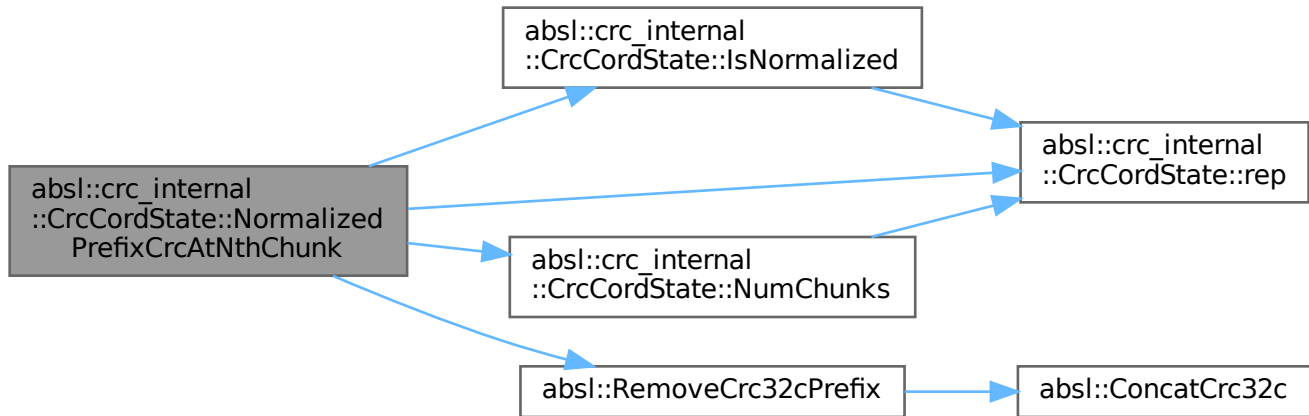 absl::crc_internal
::CrcCordState::IsNormalized
absl::crc_internal
::CrcCordState::rep
absl::crc_internal
::CrcCordState::Normalized
PrefixCrcAtNthChunk
absl::crc_internal
::CrcCordState::NumChunks
absl::RemoveCrc32cPrefix
absl::ConcatCrc32c